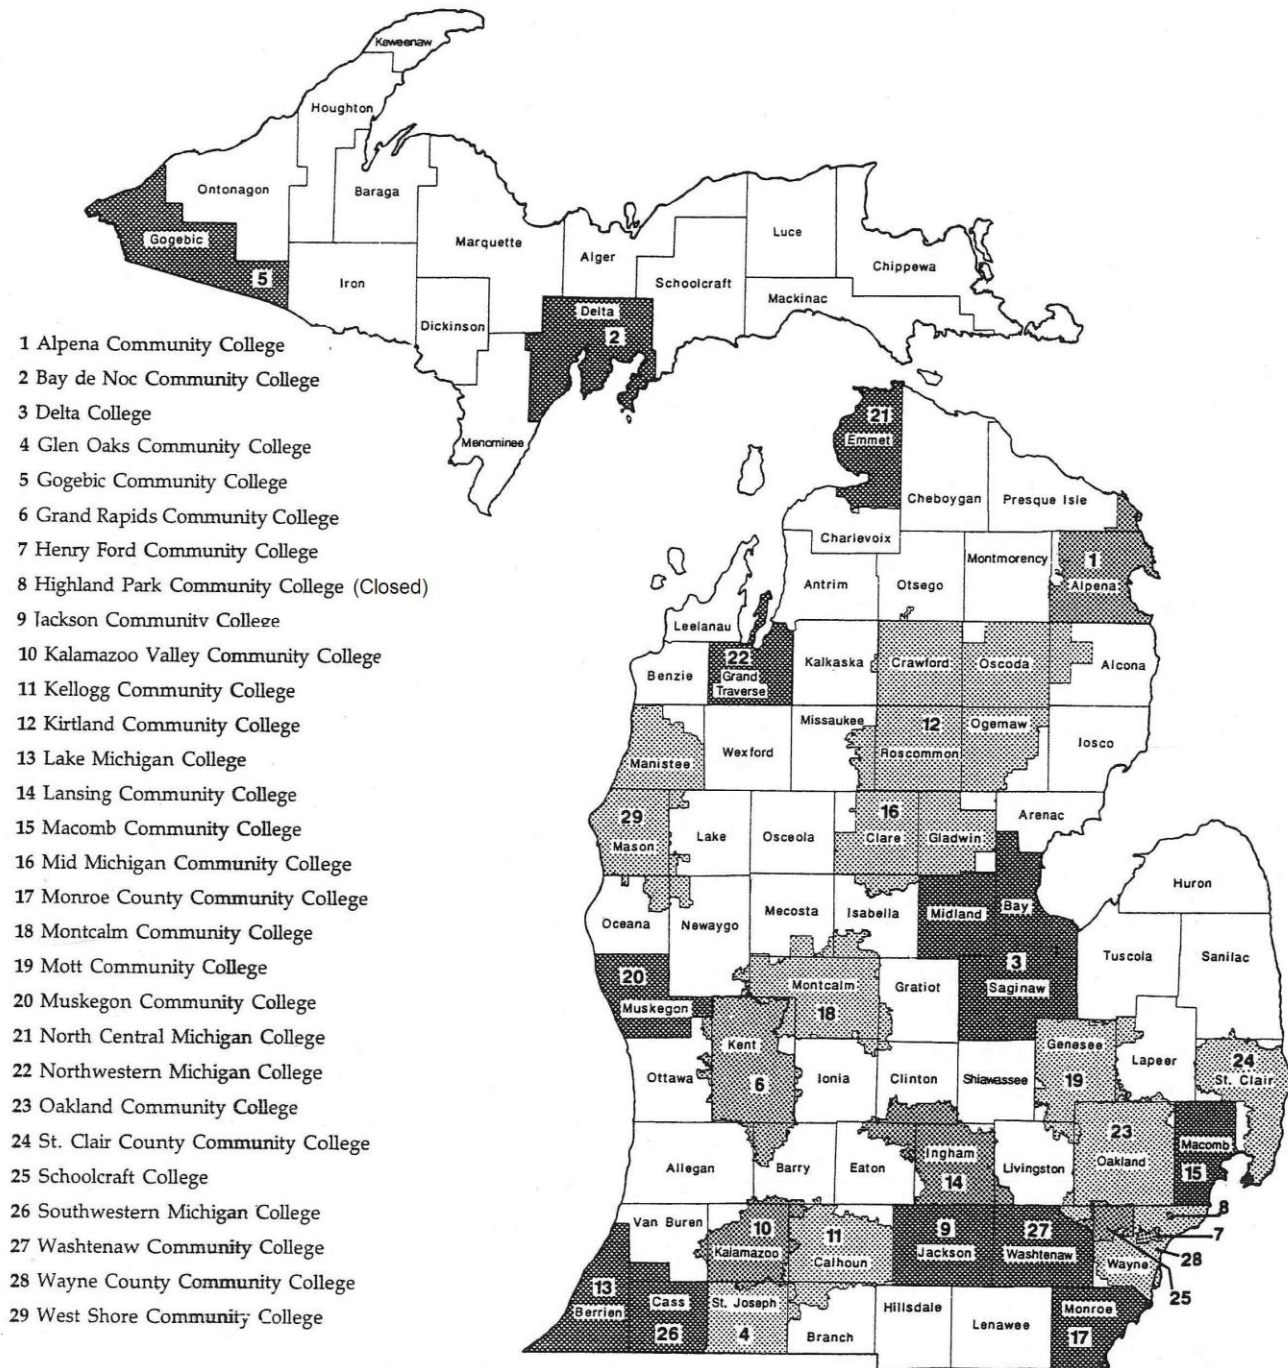 Keweenaw
Houghton
Ontonagon
Baraga
Gogebic
5
Iron
Marquette
Dickinson
Menominee
Alger
Delta
2
Schoolcraft
Luce
Chippewa
Mackinac
1 Alpena Community College
2 Bay de Noc Community College
3 Delta College
4 Glen Oaks Community College
5 Gogebic Community College
6 Grand Rapids Community College
7 Henry Ford Community College
8 Highland Park Community College (Closed)
9 Jackson Community College
10 Kalamazoo Valley Community College
11 Kellogg Community College
12 Kirtland Community College
13 Lake Michigan College
14 Lansing Community College
15 Macomb Community College
16 Mid Michigan Community College
17 Monroe County Community College
18 Montcalm Community College
19 Mott Community College
20 Muskegon Community College
21 North Central Michigan College
22 Northwestern Michigan College
23 Oakland Community College
24 St. Clair County Community College
25 Schoolcraft College
26 Southwestern Michigan College
27 Washtenaw Community College
28 Wayne County Community College
29 West Shore Community College
21
Emmet
Cheboygan
Presque Isle
Charlevoix
Antrim
Otsego
Montmorency
1
Alpena
Leelanau
Benzie
22
Grand
Traverse
Kalkaska
Crawford
Oscoda
Alcona
Manistee
Wexford
Missaukee
12
Roscommon
Ogemaw
Iosco
29
Mason
Lake
Osceola
16
Clare
Gladwin
Arenac
Oceana
Newaygo
Mecosta
Isabella
Midland
Bay
Huron
20
Muskegon
Montcalm
18
Gratiot
3
Saginaw
Tuscola
Sanilac
Ottawa
Kent
6
Ionia
Clinton
Shiawassee
Genesee
19
Lapeer
24
St. Clair
Allegan
Barry
Eaton
Ingham
14
Livingston
23
Oakland
Macomb
15
Van Buren
10
Kalamazoo
11
Calhoun
9
Jackson
27
Washtenaw
Wayne
8
7
28
25
13
Berrien
Cass
26
St. Joseph
4
Branch
Hillsdale
Lenawee
Monroe
17